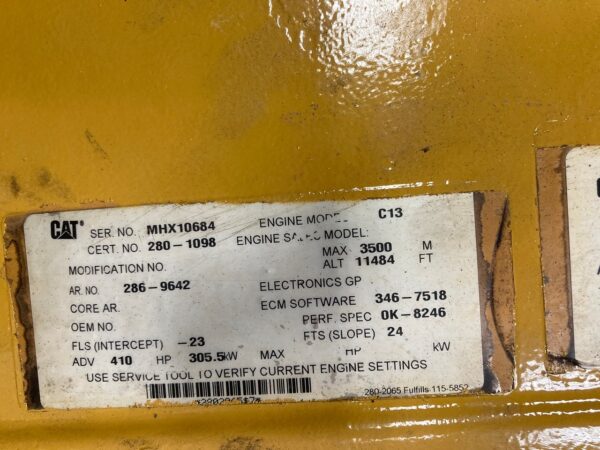 CAT® SER. NO. MHX10684 ENGINE MODEL C13
CERT. NO. 280-1098 ENGINE SALES MODEL:
MAX 3500 M
MODIFICATION NO. ALT 11484 FT
AR. NO. 286-9642 ELECTRONICS GP
CORE AR. ECM SOFTWARE 346-7518
OEM NO. PERF. SPEC 0K-8246
FLS (INTERCEPT) -23 FTS (SLOPE) 24
ADV 410 HP 305.5kW MAX HP kW
USE SERVICE TOOL TO VERIFY CURRENT ENGINE SETTINGS
280-2065 Fulfills 115-5852